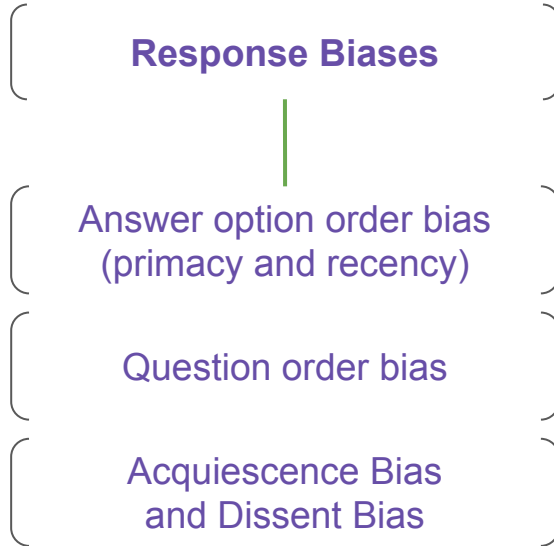 Response Biases
Answer option order bias
(primacy and recency)
Question order bias
Acquiescence Bias
and Dissent Bias